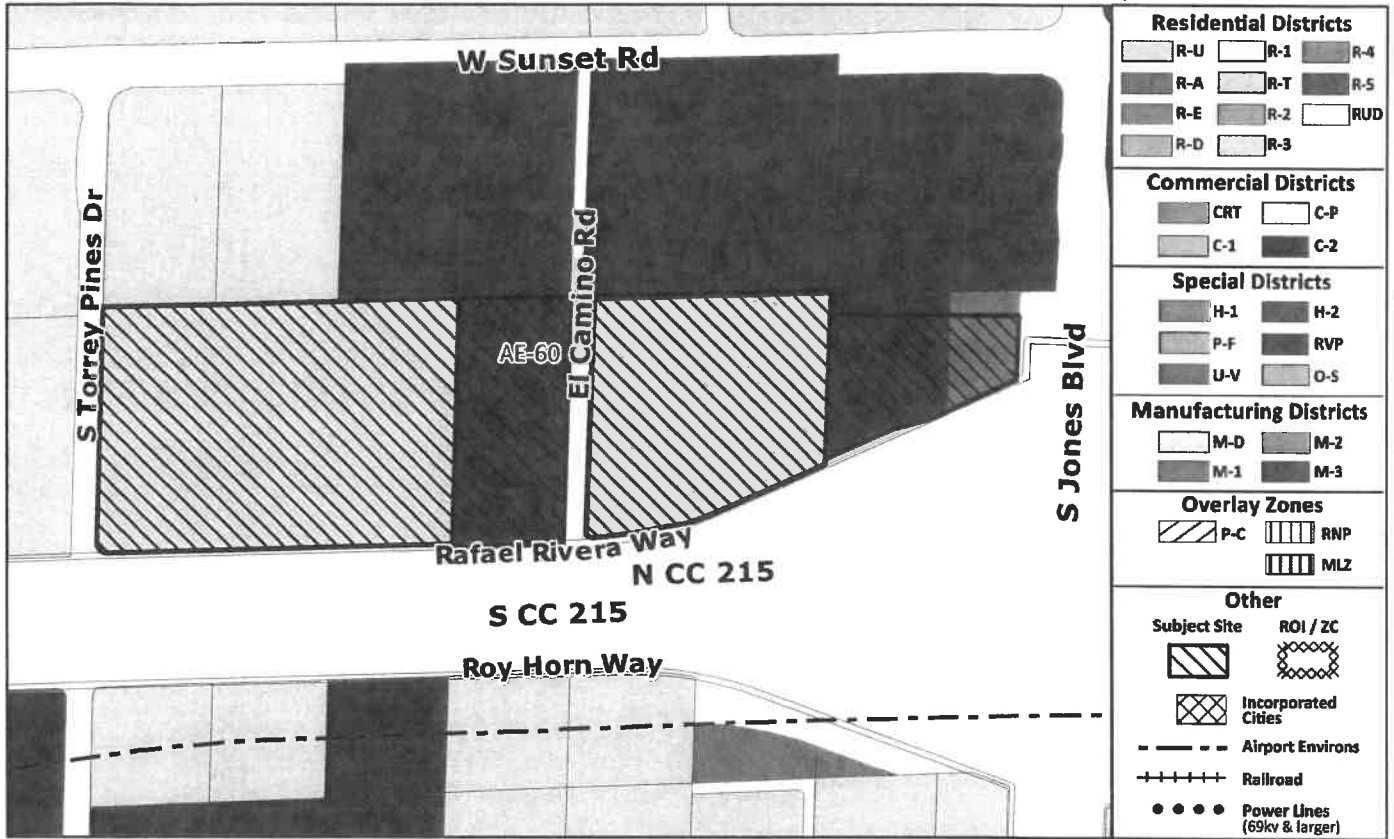 W Sunset Rd
S Torrey Pines Dr
El Camino Rd
AE-60
S Jones Blvd
Rafael Rivera Way
N CC 215
S CC 215
Roy Horn Way
Residential Districts
R-U R-1 R-4
R-A R-T R-5
R-E R-2 RUD
R-D R-3
Commercial Districts
CRT C-P
C-1 C-2
Special Districts
H-1 H-2
P-F RVP
U-V O-S
Manufacturing Districts
M-D M-2
M-1 M-3
Overlay Zones
P-C RNP
MLZ
Other
Subject Site ROI / ZC
Incorporated
Cities
Airport Environs
Railroad
Power Lines
(69kv & larger)